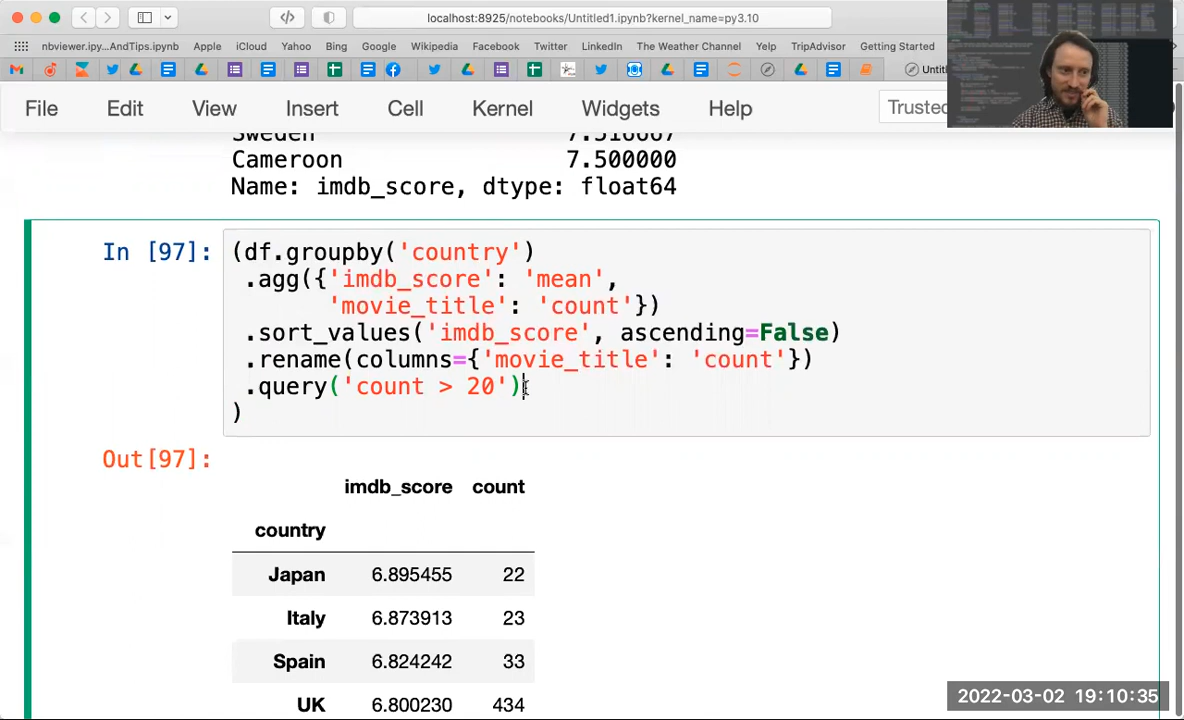 localhost:8925/notebooks/Untitled1.ipynb?kernel_name=py3.10
nbviewer.ipy...AndTips.ipynb Apple iCloud Yahoo Bing Google Wikipedia Facebook Twitter LinkedIn The Weather Channel Yelp TripAdvisor Getting Started
File Edit View Insert Cell Kernel Widgets Help Trusted
Sweden 7.516667
Cameroon 7.500000
Name: imdb_score, dtype: float64
In [97]: (df.groupby('country')
.agg({'imdb_score': 'mean',
'movie_title': 'count'})
.sort_values('imdb_score', ascending=False)
.rename(columns={'movie_title': 'count'})
.query('count > 20')
)
Out[97]:
imdb_score count
country
Japan 6.895455 22
Italy 6.873913 23
Spain 6.824242 33
UK 6.800230 434
2022-03-02 19:10:35